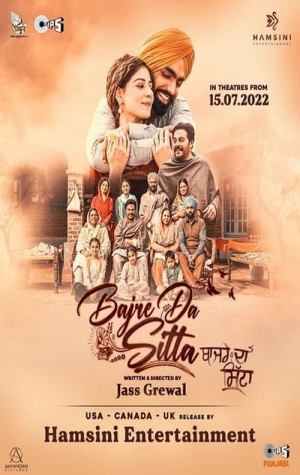 TIPS
HAMSINI
ENTERTAINMENT
IN THEATRES FROM
15.07.2022
Bajre Da
Sitta
ਬਾਜਰੇ ਦਾ
ਸਿੱਟਾ
WRITTEN & DIRECTED BY
Jass Grewal
USA - CANADA - UK RELEASE BY
Hamsini Entertainment
TIPS
PUNJABI